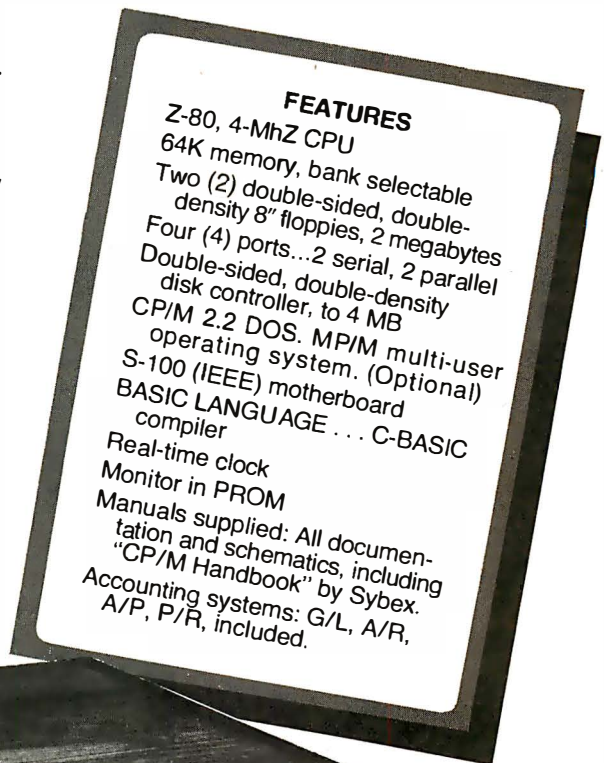 FEATURES
Z-80, 4-MhZ CPU
64K memory, bank selectable
Two (2) double-sided, double-
density 8" floppies, 2 megabytes
Four (4) ports...2 serial, 2 parallel
Double-sided, double-density
disk controller, to 4 MB
CP/M 2.2 DOS. MP/M multi-user
operating system. (Optional)
S-100 (IEEE) motherboard
BASIC LANGUAGE . . . C-BASIC
compiler
Real-time clock
Monitor in PROM
Manuals supplied: All documen-
tation and schematics, including
“CP/M Handbook” by Sybex.
Accounting systems: G/L, A/R,
A/P, P/R, included.